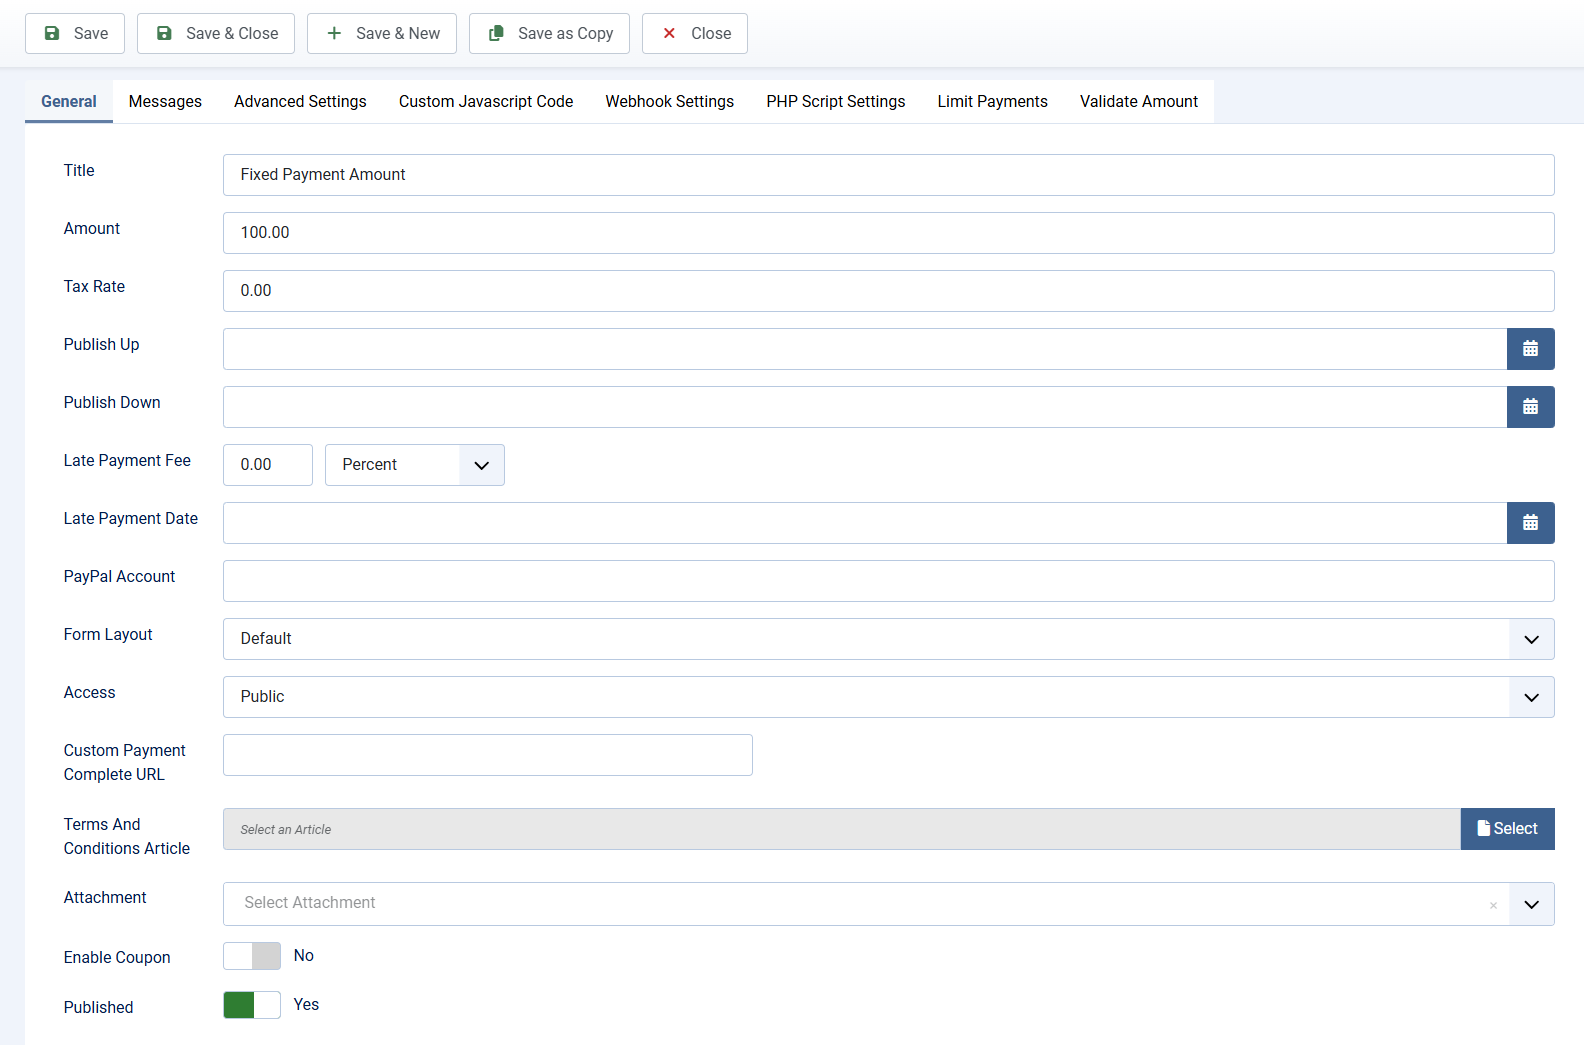 Save
Save & Close
Save & New
Save as Copy
Close
General
Messages
Advanced Settings
Custom Javascript Code
Webhook Settings
PHP Script Settings
Limit Payments
Validate Amount
Title
Fixed Payment Amount
Amount
100.00
Tax Rate
0.00
Publish Up
Publish Down
Late Payment Fee
0.00
Percent
Late Payment Date
PayPal Account
Form Layout
Default
Access
Public
Custom Payment
Complete URL
Terms And
Conditions Article
Select an Article
Select
Attachment
Select Attachment
×
Enable Coupon
No
Published
Yes